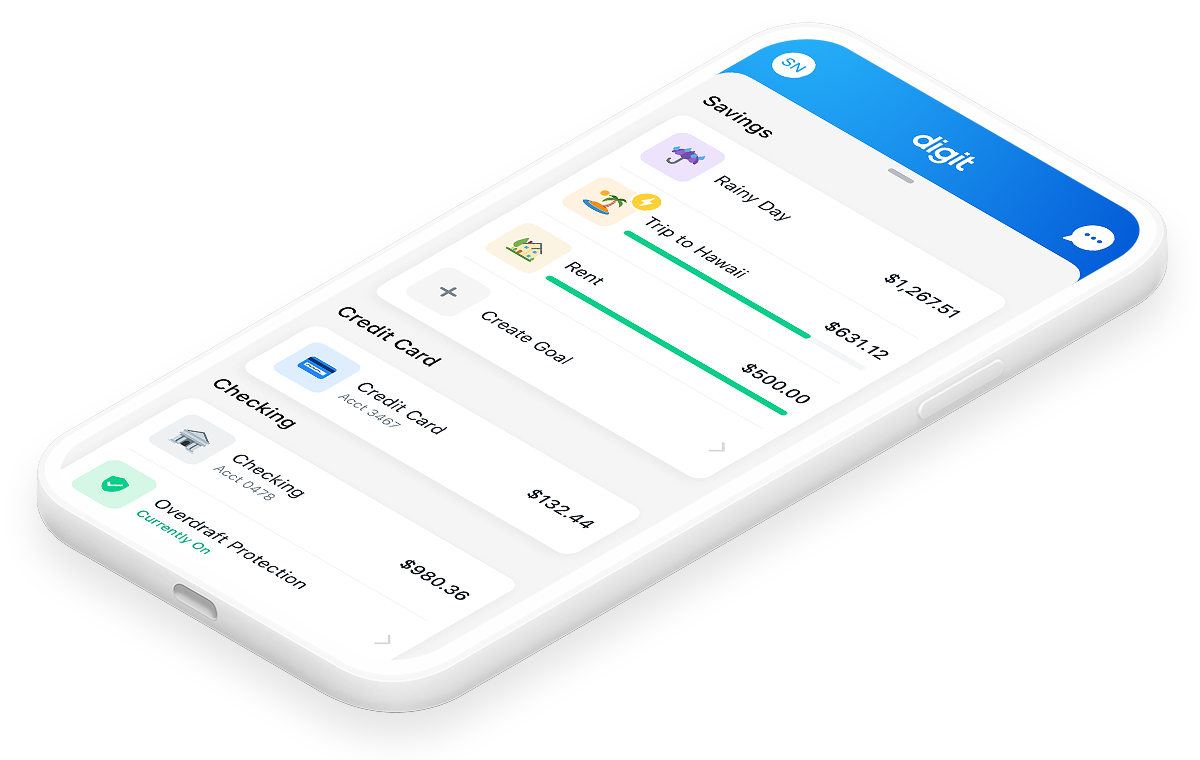 SN
digit
Savings
Rainy Day
$1,267.51
Trip to Hawaii
$631.12
Rent
$500.00
Create Goal
Credit Card
Credit Card
Acct 3467
$132.44
Checking
Checking
Acct 0478
$980.36
Overdraft Protection
Currently On